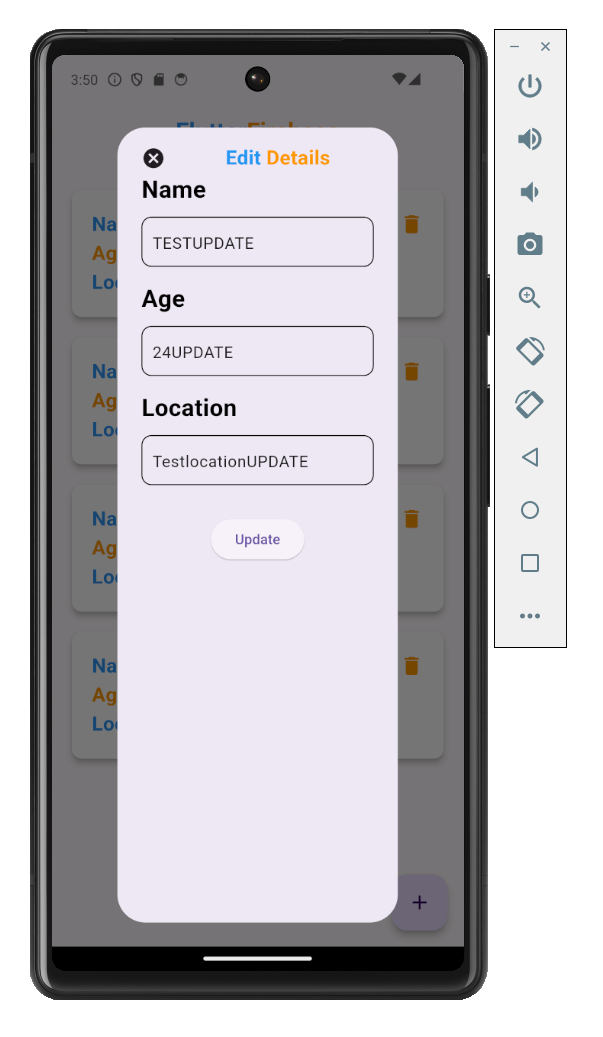 3:50
Edit Details
Name
TESTUPDATE
Age
24UPDATE
Location
TestlocationUPDATE
Update
Na
Ag
Lo
Na
Ag
Lo
Na
Ag
Lo
Na
Ag
Lo